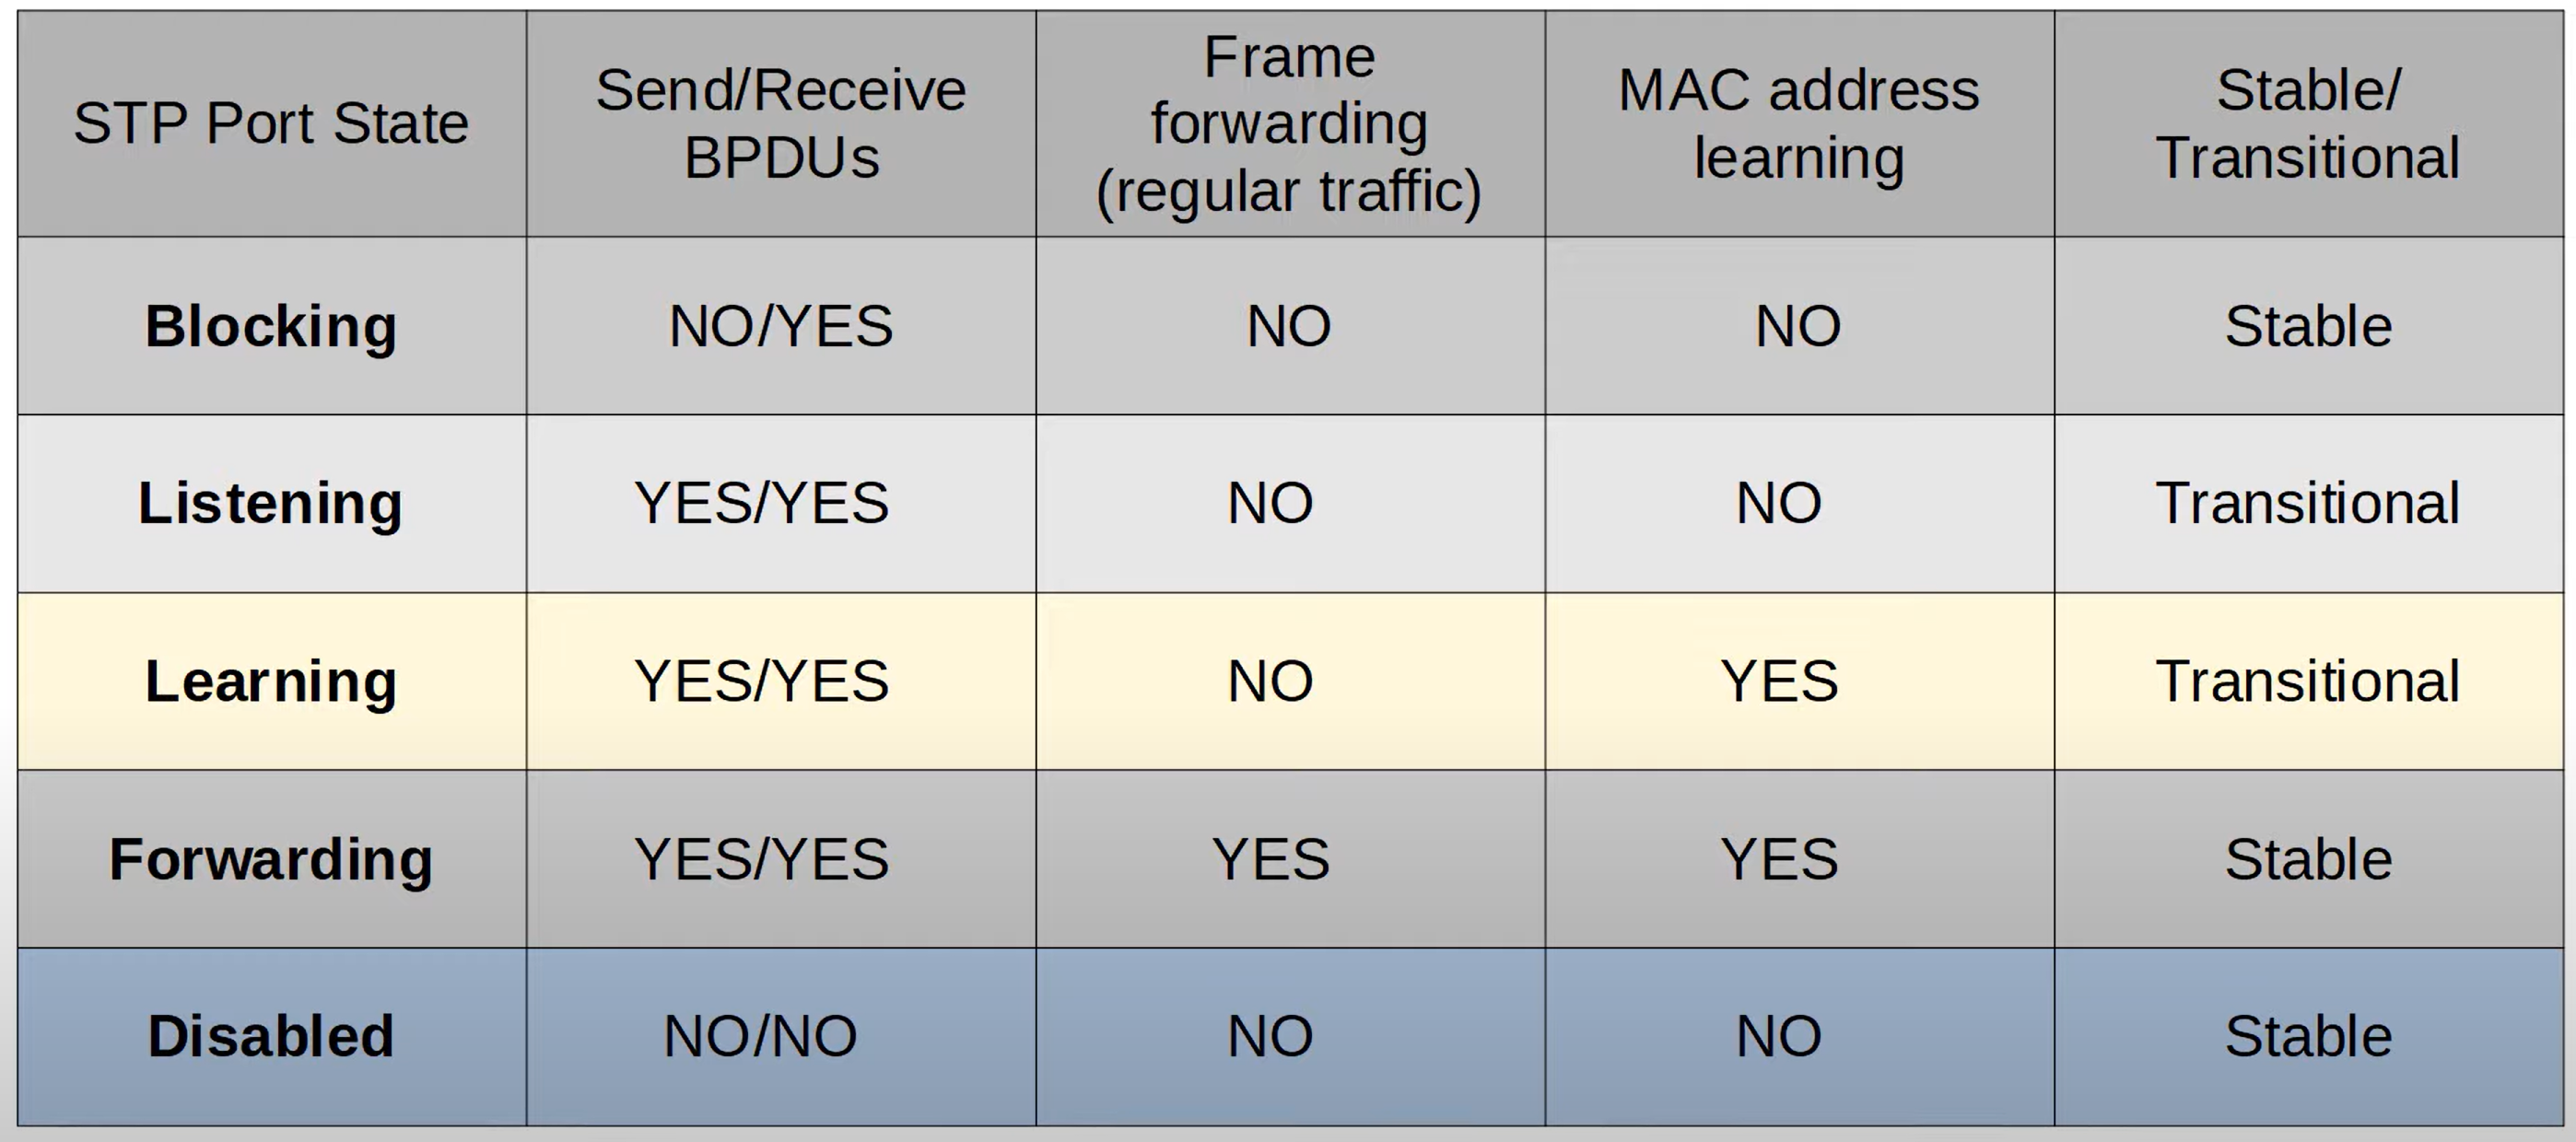 STP Port State
Send/Receive
BPDUs
Frame
forwarding
(regular traffic)
MAC address
learning
Stable/
Transitional
Blocking
NO/YES
NO
NO
Stable
Listening
YES/YES
NO
NO
Transitional
Learning
YES/YES
NO
YES
Transitional
Forwarding
YES/YES
YES
YES
Stable
Disabled
NO/NO
NO
NO
Stable